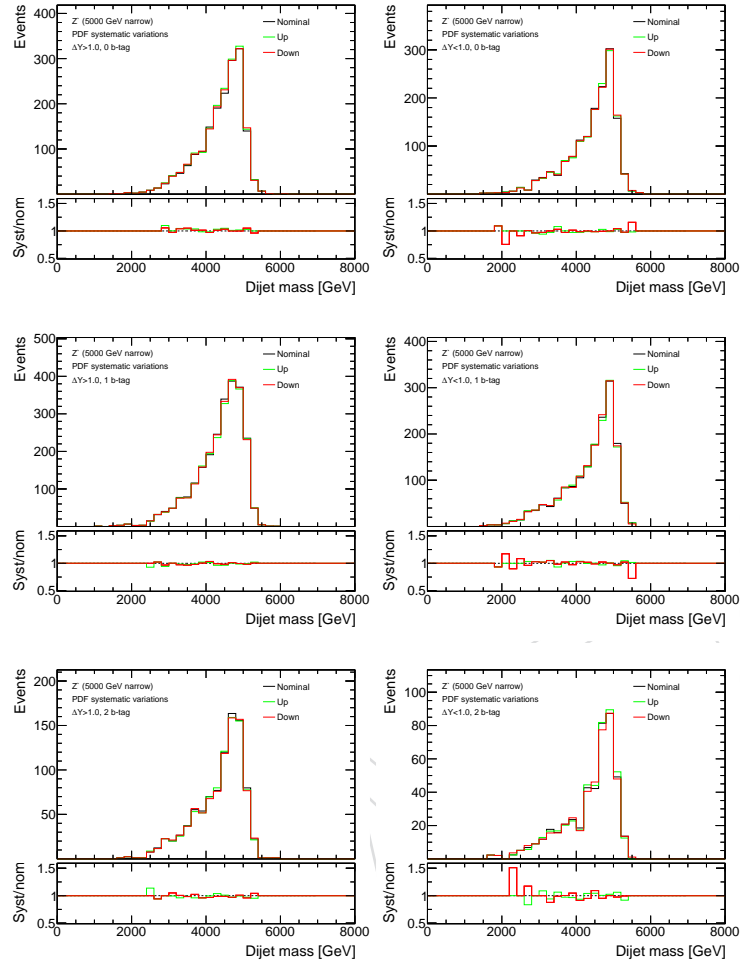 Events
400
300
200
100
Z` (5000 GeV narrow)
PDF systematic variations
ΔY>1.0, 0 b-tag
Nominal
Up
Down
Syst/nom
1.5
1
0.5
0 2000 4000 6000 8000
Dijet mass [GeV]
Events
300
200
100
Z` (5000 GeV narrow)
PDF systematic variations
ΔY<1.0, 0 b-tag
Nominal
Up
Down
Syst/nom
1.5
1
0.5
0 2000 4000 6000 8000
Dijet mass [GeV]
Events
500
400
300
200
100
Z` (5000 GeV narrow)
PDF systematic variations
ΔY>1.0, 1 b-tag
Nominal
Up
Down
Syst/nom
1.5
1
0.5
0 2000 4000 6000 8000
Dijet mass [GeV]
Events
400
300
200
100
Z` (5000 GeV narrow)
PDF systematic variations
ΔY<1.0, 1 b-tag
Nominal
Up
Down
Syst/nom
1.5
1
0.5
0 2000 4000 6000 8000
Dijet mass [GeV]
Events
200
150
100
50
Z` (5000 GeV narrow)
PDF systematic variations
ΔY>1.0, 2 b-tag
Nominal
Up
Down
Syst/nom
1.5
1
0.5
0 2000 4000 6000 8000
Dijet mass [GeV]
Events
100
80
60
40
20
Z` (5000 GeV narrow)
PDF systematic variations
ΔY<1.0, 2 b-tag
Nominal
Up
Down
Syst/nom
1.5
1
0.5
0 2000 4000 6000 8000
Dijet mass [GeV]